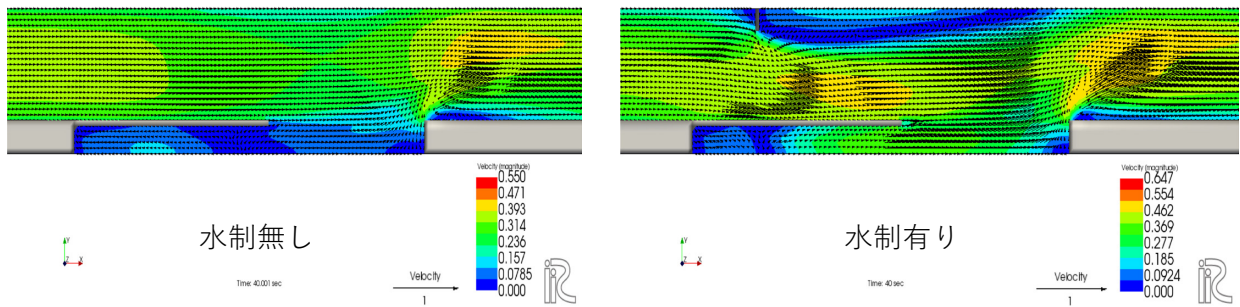 Velocity (magnitude)
0.550
0.471
0.393
0.314
0.236
0.157
0.0785
0.000
水制無し
Y
Z X
Time: 40.001 sec
Velocity
1
iRIC
Velocity (magnitude)
0.647
0.554
0.462
0.369
0.277
0.185
0.0924
0.000
水制有り
Y
Z X
Time: 40 sec
Velocity
1
iRIC